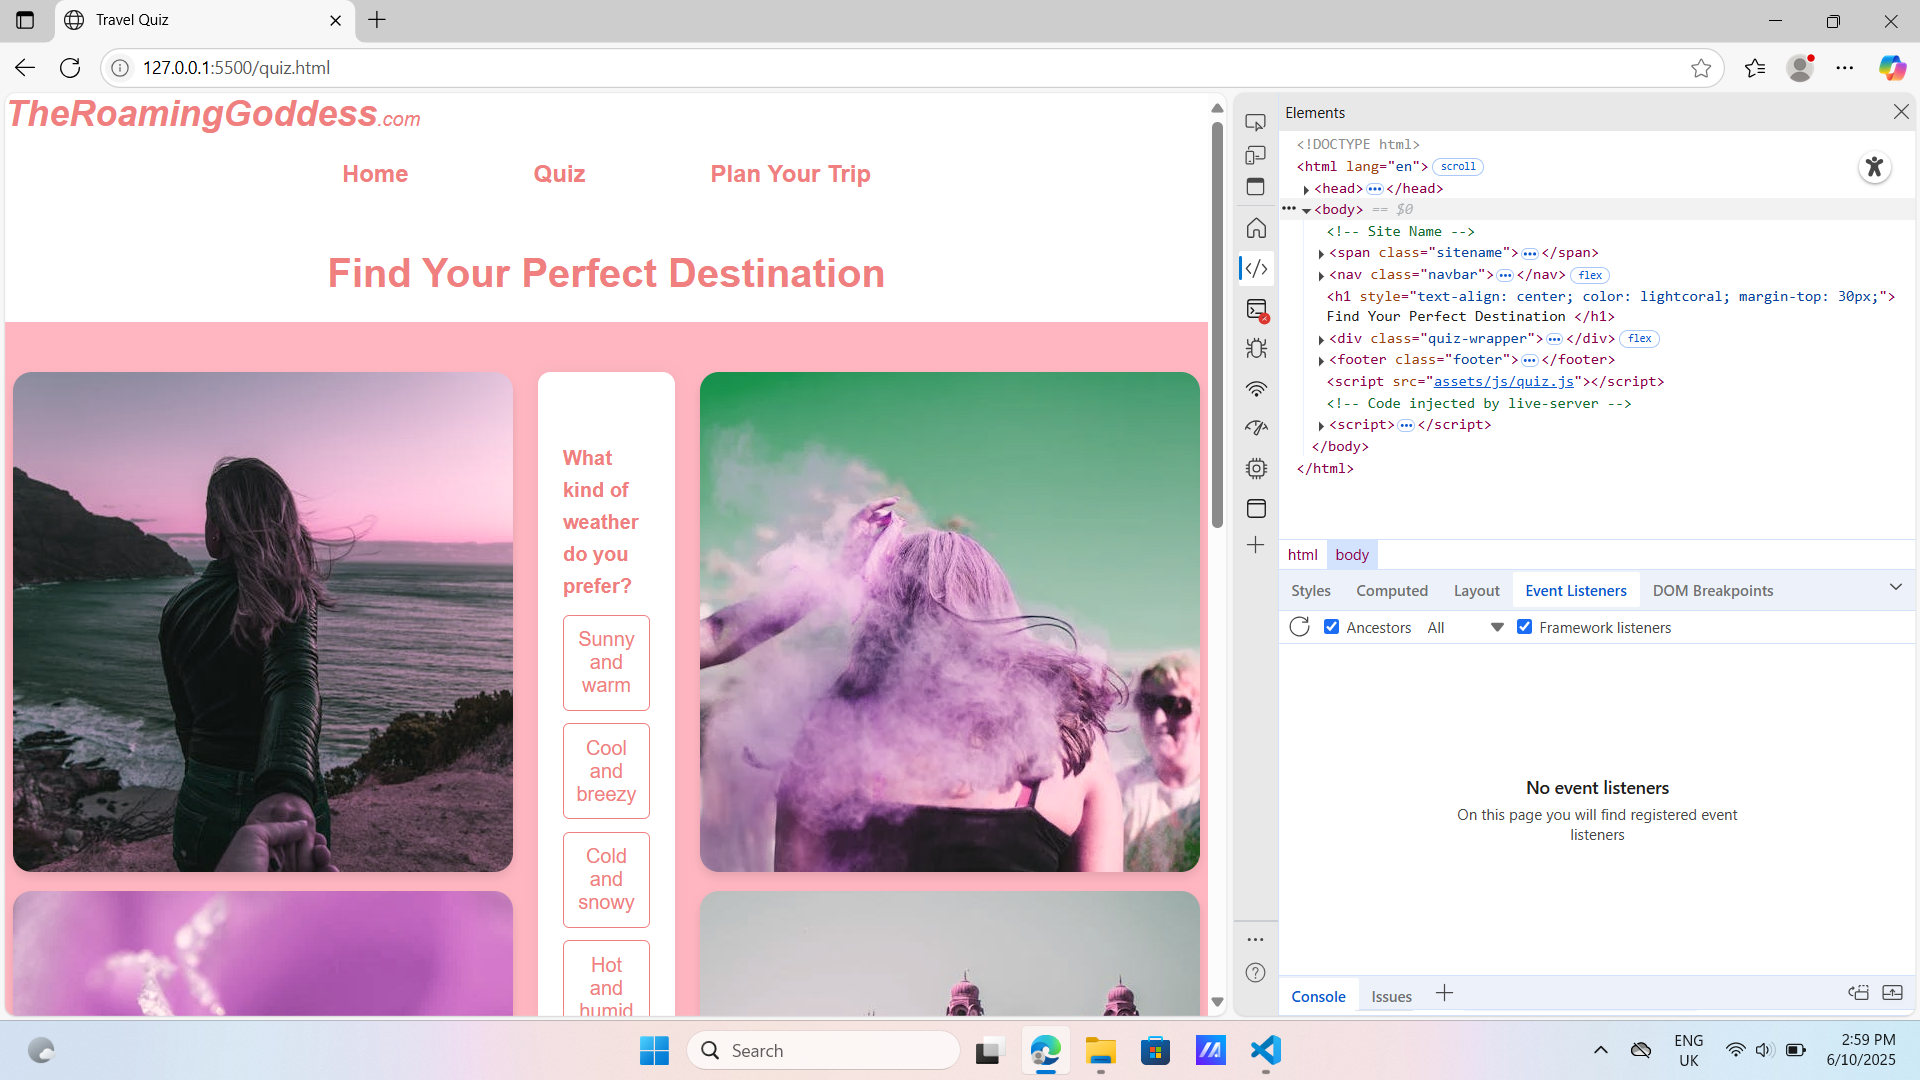 Travel Quiz
127.0.0.1:5500/quiz.html
TheRoamingGoddess.com
Home Quiz Plan Your Trip
Find Your Perfect Destination
What
kind of
weather
do you
prefer?
Sunny
and
warm
Cool
and
breezy
Cold
and
snowy
Hot
and
humid
Elements
<!DOCTYPE html>
<html lang="en"> scroll
<head> </head>
<body> == $0
<!-- Site Name -->
<span class="sitename"> </span>
<nav class="navbar"> </nav> flex
<h1 style="text-align: center; color: lightcoral; margin-top: 30px;">
Find Your Perfect Destination </h1>
<div class="quiz-wrapper"> </div> flex
<footer class="footer"> </footer>
<script src="assets/js/quiz.js"></script>
<!-- Code injected by live-server -->
<script> </script>
</body>
</html>
html body
Styles Computed Layout Event Listeners DOM Breakpoints
Ancestors All Framework listeners
No event listeners
On this page you will find registered event
listeners
Console Issues
Search
ENG
UK
2:59 PM
6/10/2025